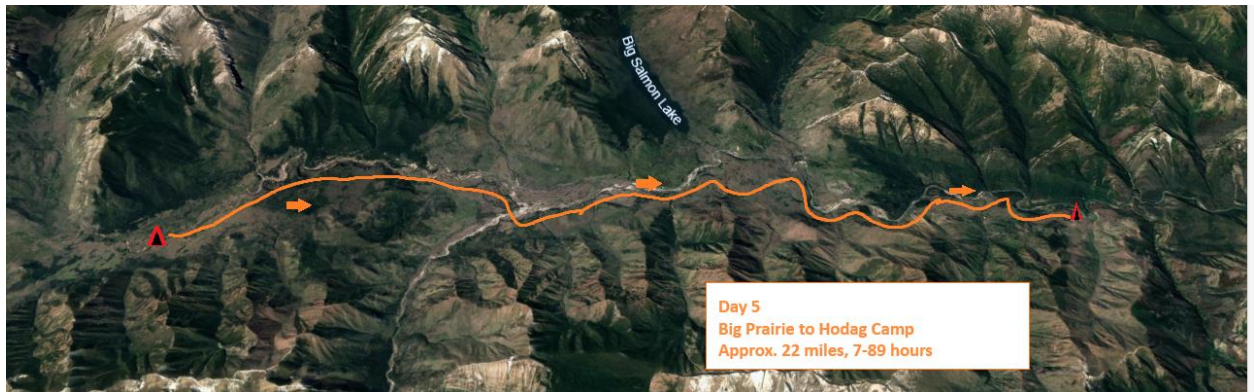 Big Salmon Lake
Day 5
Big Prairie to Hodag Camp
Approx. 22 miles, 7-89 hours